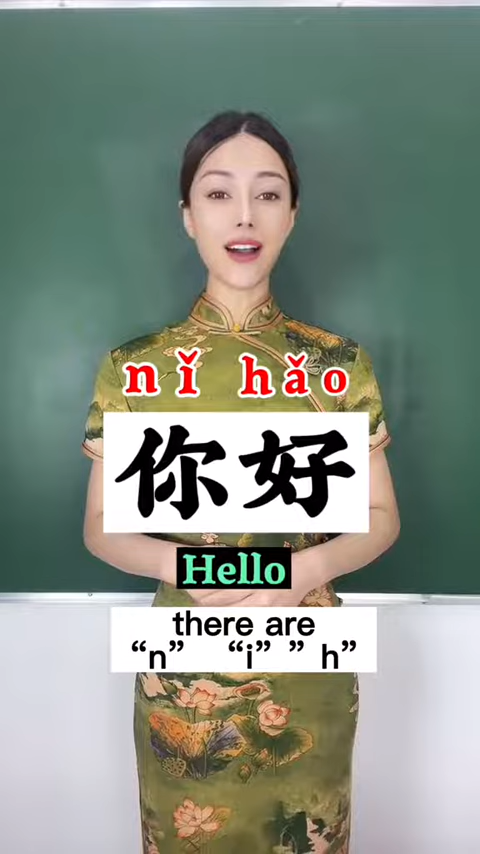 nǐ hǎo
你好
Hello
there are
“n” “i” ” h”